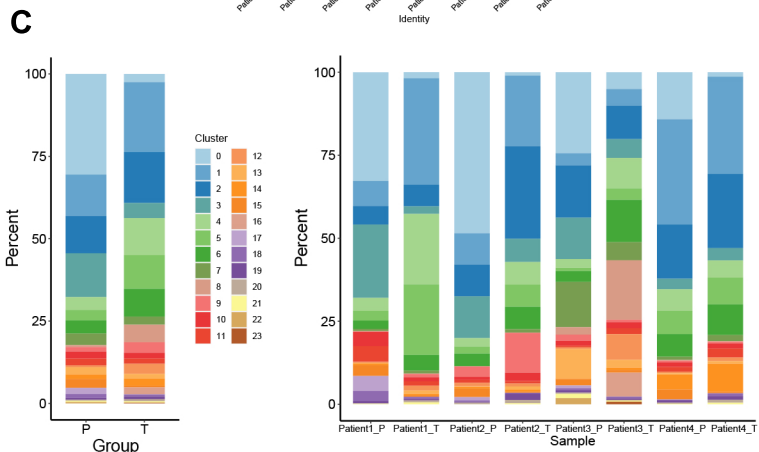 C
Identity
100
75
50
25
0
Percent
P
T
Group
Cluster
0
1
2
3
4
5
6
7
8
9
10
11
12
13
14
15
16
17
18
19
20
21
22
23
100
75
50
25
0
Percent
Patient1_P
Patient1_T
Patient2_P
Patient2_T
Patient3_P
Patient3_T
Patient4_P
Patient4_T
Sample